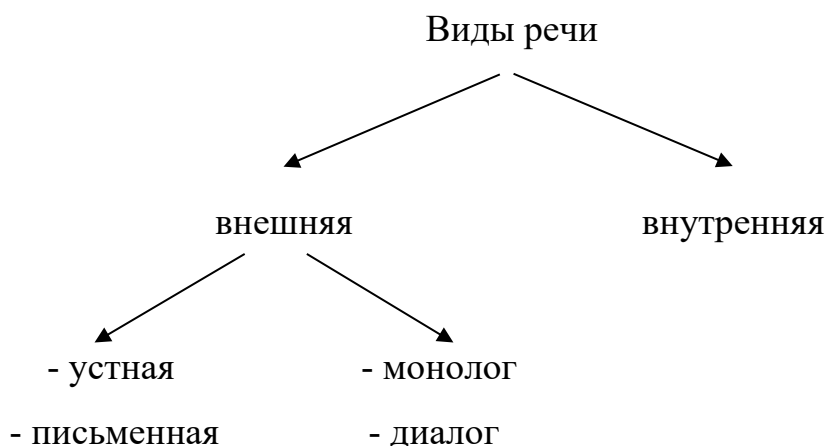 Виды речи
внешняя внутренняя
- устная - монолог
- письменная - диалог